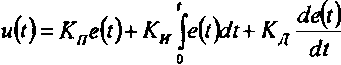 u(t) = K_П e(t) + K_И ∫_0^t e(t)dt + K_Д de(t)/dt